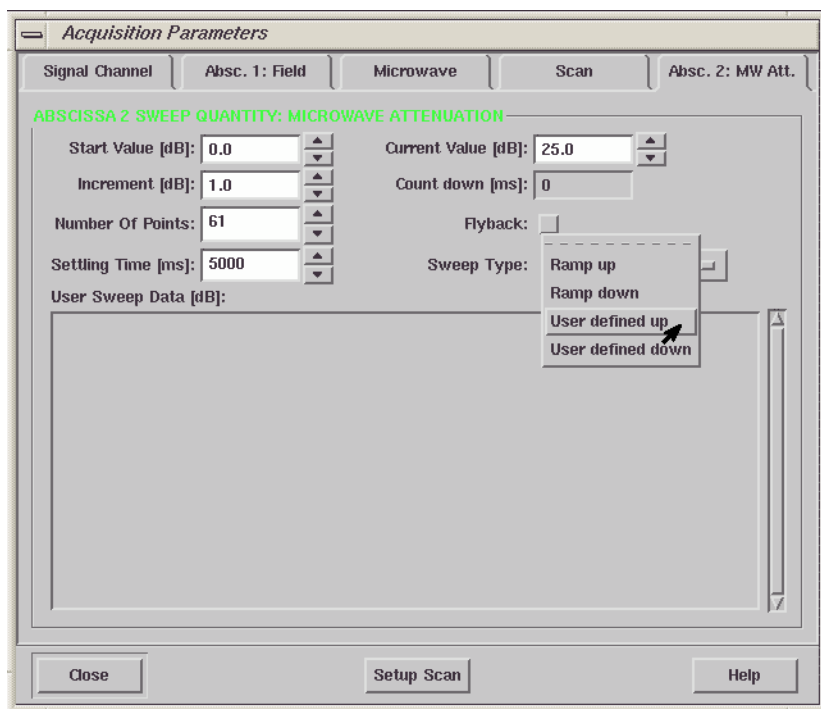 Acquisition Parameters
Signal Channel Absc. 1: Field Microwave Scan Absc. 2: MW Att.
ABSCISSA 2 SWEEP QUANTITY: MICROWAVE ATTENUATION
Start Value [dB]: 0.0 Current Value [dB]: 25.0
Increment [dB]: 1.0 Count down [ms]: 0
Number Of Points: 61 Flyback:
Settling Time [ms]: 5000 Sweep Type: Ramp up
Ramp down
User defined up
User defined down
User Sweep Data [dB]:
Close Setup Scan Help